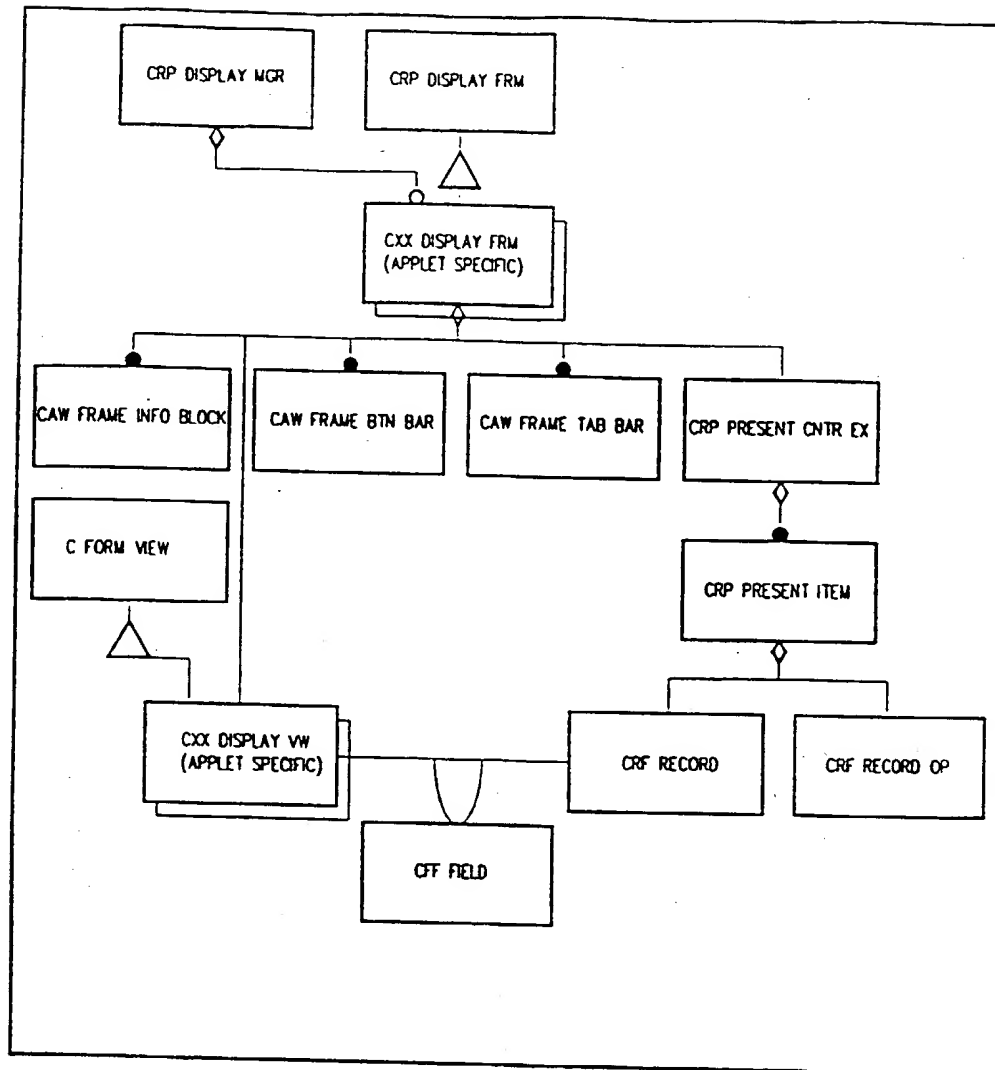 CRP DISPLAY MGR
CRP DISPLAY FRM
CXX DISPLAY FRM
(APPLET SPECIFIC)
CAW FRAME INFO BLOCK
CAW FRAME BTN BAR
CAW FRAME TAB BAR
CRP PRESENT CNTR EX
C FORM VIEW
CRP PRESENT ITEM
CXX DISPLAY VW
(APPLET SPECIFIC)
CRF RECORD
CRF RECORD OP
CFF FIELD